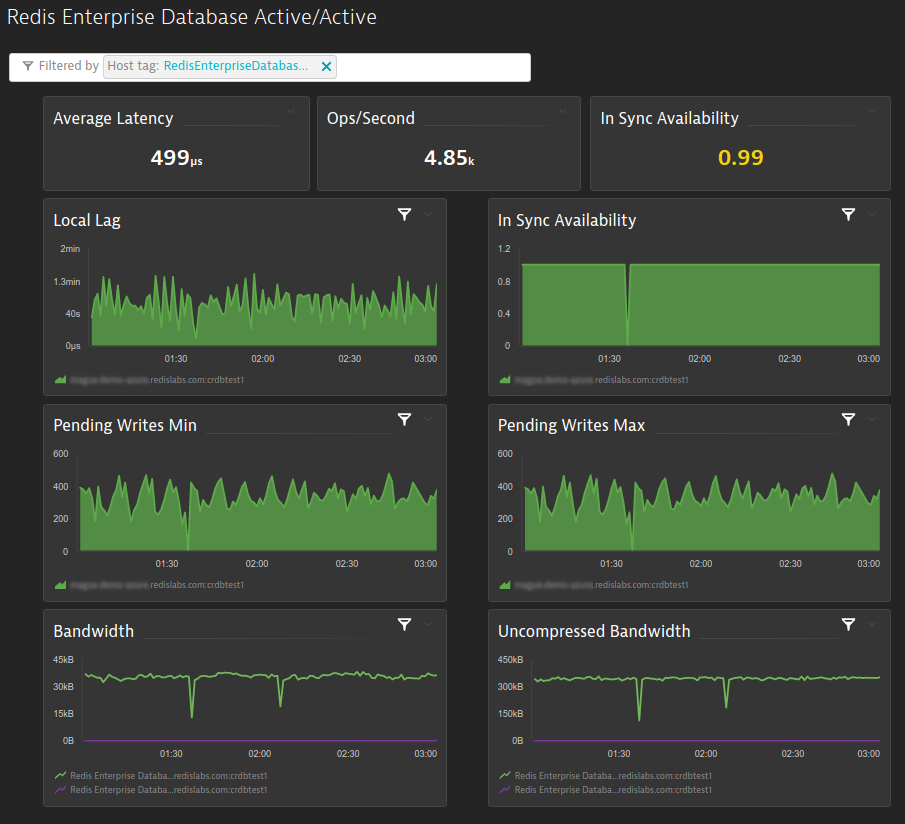 Redis Enterprise Database Active/Active
Filtered by Host tag: RedisEnterpriseDatabas...
Average Latency
499µs
Ops/Second
4.85k
In Sync Availability
0.99
Local Lag
2min
1.3min
40s
0µs
01:30 02:00 02:30 03:00
.redislabs.com:crdbtest1
In Sync Availability
1.2
0.8
0.4
0
01:30 02:00 02:30 03:00
.redislabs.com:crdbtest1
Pending Writes Min
600
400
200
0
01:30 02:00 02:30 03:00
.redislabs.com:crdbtest1
Pending Writes Max
600
400
200
0
01:30 02:00 02:30 03:00
.redislabs.com:crdbtest1
Bandwidth
45kB
30kB
15kB
0B
01:30 02:00 02:30 03:00
Redis Enterprise Databa...redislabs.com:crdbtest1
Redis Enterprise Databa...redislabs.com:crdbtest1
Uncompressed Bandwidth
450kB
300kB
150kB
0B
01:30 02:00 02:30 03:00
Redis Enterprise Databa...redislabs.com:crdbtest1
Redis Enterprise Databa...redislabs.com:crdbtest1